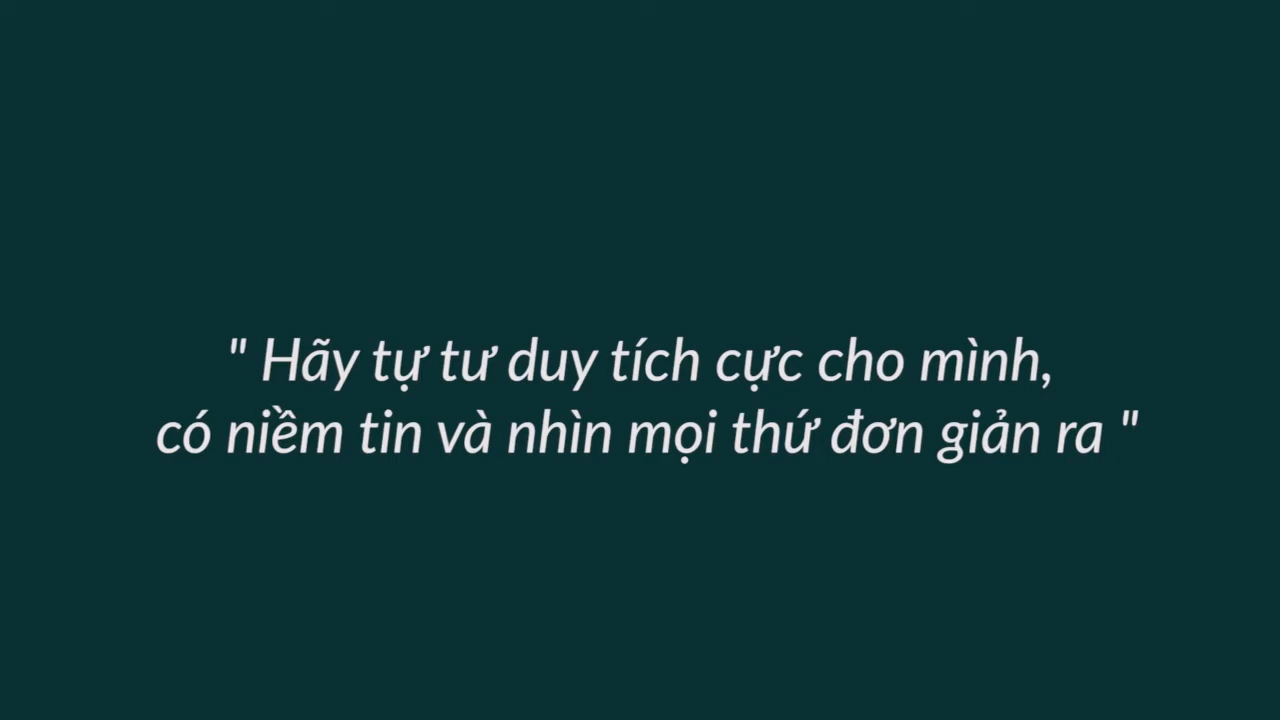 " Hãy tự tư duy tích cực cho mình,
có niềm tin và nhìn mọi thứ đơn giản ra "